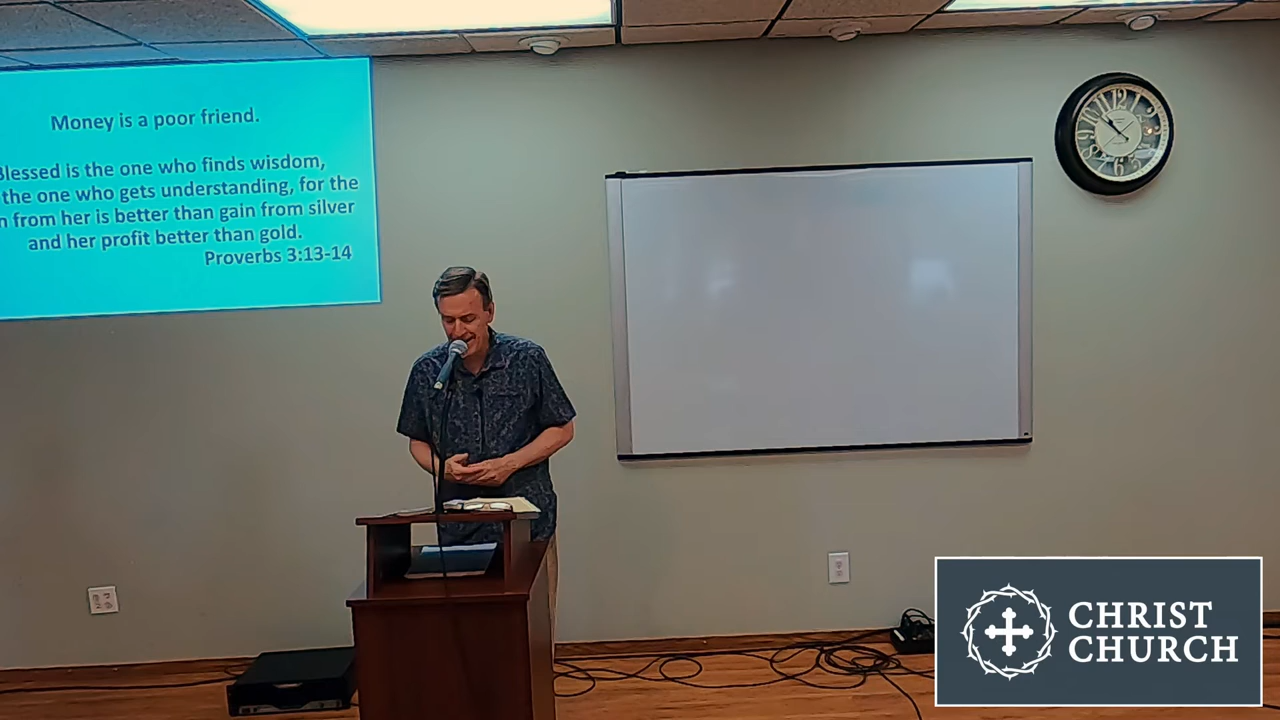 Money is a poor friend.
Blessed is the one who finds wisdom,
the one who gets understanding, for the
from her is better than gain from silver
and her profit better than gold.
Proverbs 3:13-14
12
6
CHRIST
CHURCH